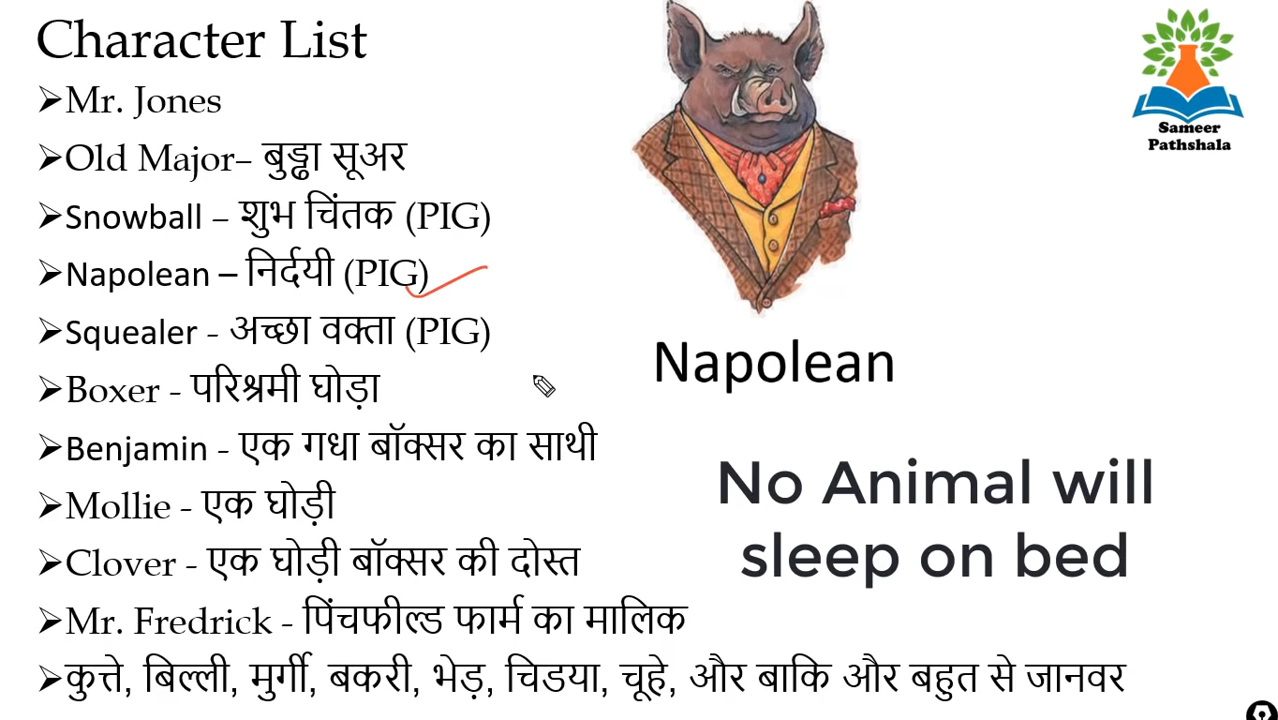 Character List
➢Mr. Jones
➢Old Major– बुड्ढा सूअर
➢Snowball – शुभ चिंतक (PIG)
➢Napolean – निर्दयी (PIG)
➢Squealer - अच्छा वक्ता (PIG)
➢Boxer - परिश्रमी घोड़ा
➢Benjamin - एक गधा बॉक्सर का साथी
➢Mollie - एक घोड़ी
➢Clover - एक घोड़ी बॉक्सर की दोस्त
➢Mr. Fredrick - पिंचफील्ड फार्म का मालिक
➢कुत्ते, बिल्ली, मुर्गी, बकरी, भेड़, चिडया, चूहे, और बाकि और बहुत से जानवर
Napolean
No Animal will
sleep on bed
Sameer
Pathshala